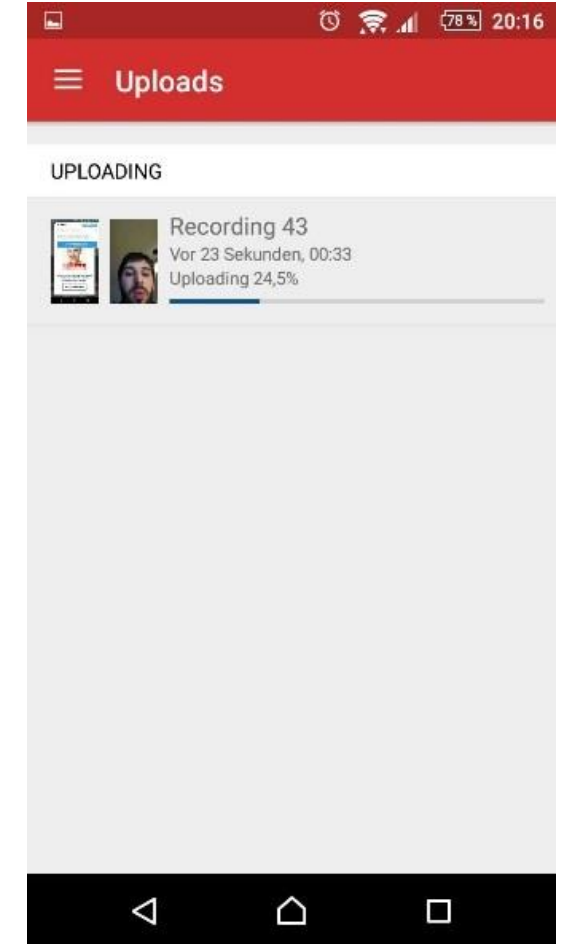 78 % 20:16
Uploads
UPLOADING
Recording 43
Vor 23 Sekunden, 00:33
Uploading 24,5%